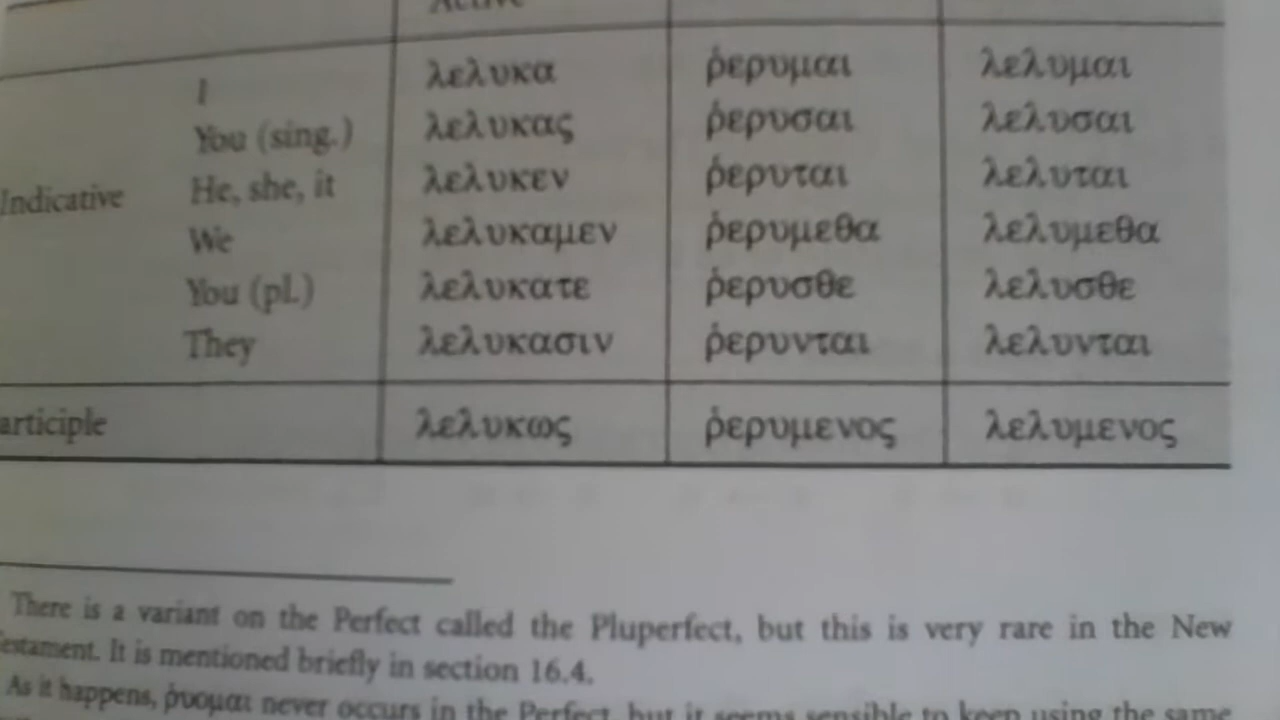 Active
I λελυκα ῥερυμαι λελυμαι
You (sing.) λελυκας ῥερυσαι λελυσαι
He, she, it λελυκεν ῥερυται λελυται
Indicative
We λελυκαμεν ῥερυμεθα λελυμεθα
You (pl.) λελυκατε ῥερυσθε λελυσθε
They λελυκασιν ῥερυνται λελυνται
articiple λελυκως ῥερυμενος λελυμενος
There is a variant on the Perfect called the Pluperfect, but this is very rare in the New
estament. It is mentioned briefly in section 16.4.
As it happens, ῥυομαι never occurs in the Perfect, but it seems sensible to keep using the same